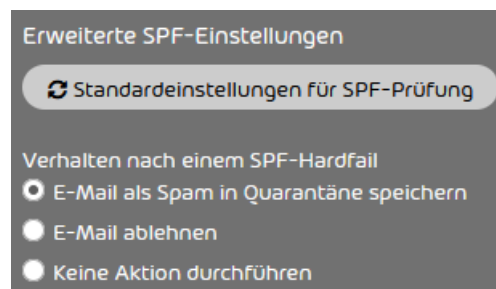 Erweiterte SPF-Einstellungen
Standardeinstellungen für SPF-Prüfung
Verhalten nach einem SPF-Hardfail
E-Mail als Spam in Quarantäne speichern
E-Mail ablehnen
Keine Aktion durchführen